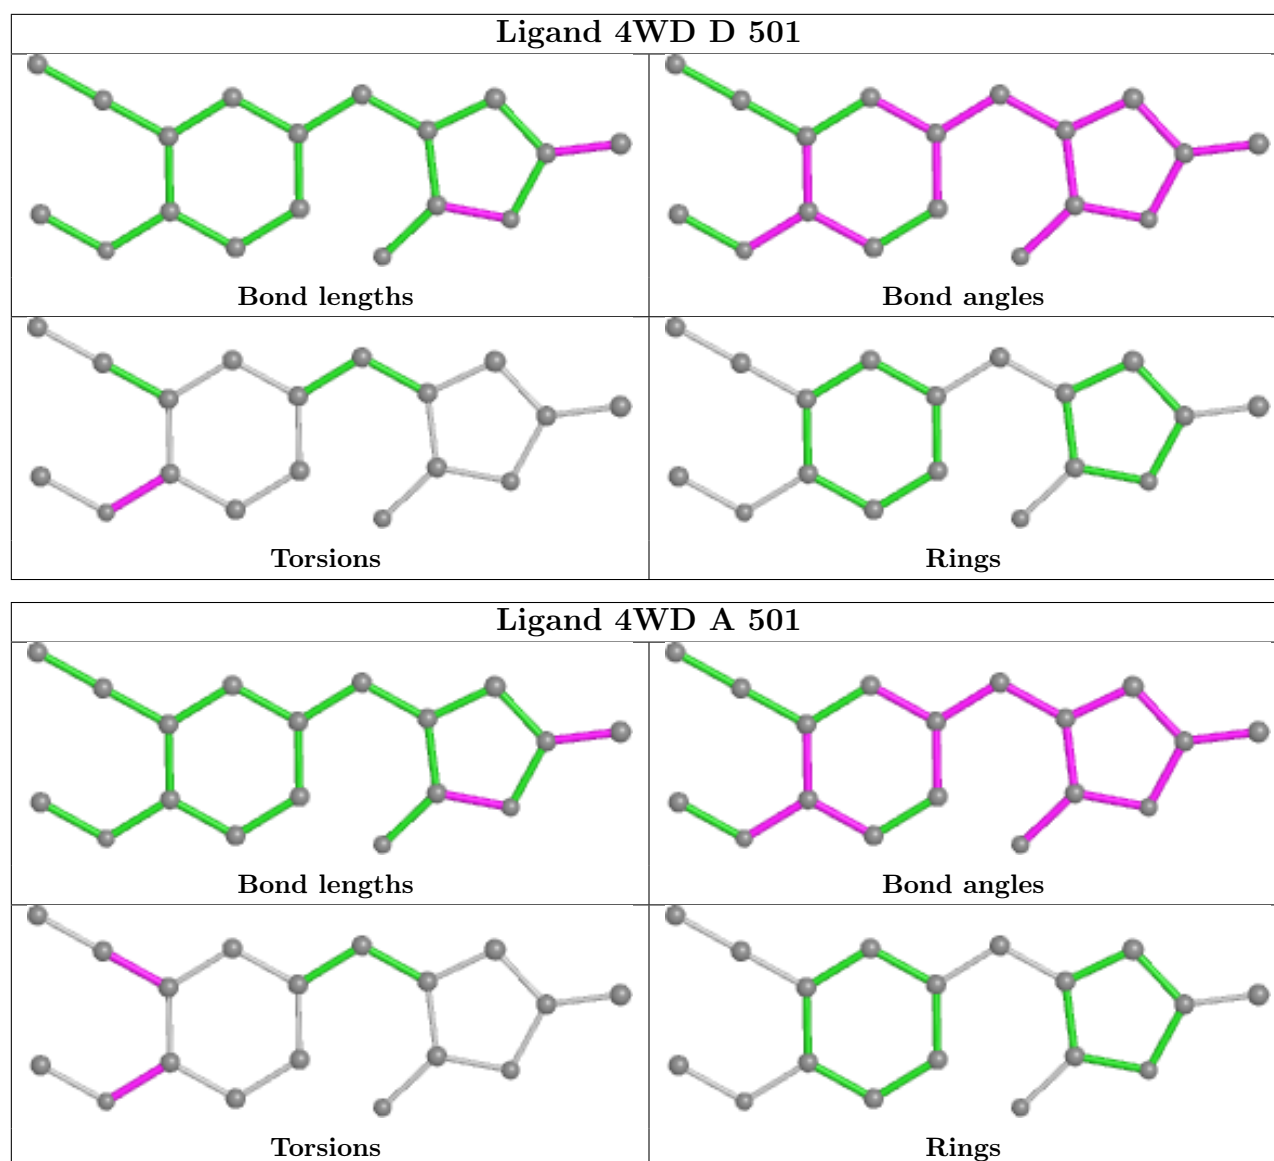 Ligand 4WD D 501
Bond lengths
Bond angles
Torsions
Rings
Ligand 4WD A 501
Bond lengths
Bond angles
Torsions
Rings